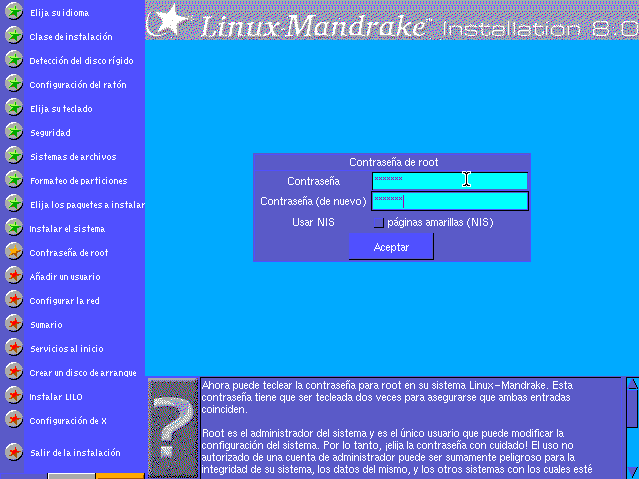 Elija su idioma
Clase de instalación
Detección del disco rígido
Configuración del ratón
Elija su teclado
Seguridad
Sistemas de archivos
Formateo de particiones
Elija los paquetes a instalar
Instalar el sistema
Contraseña de root
Añadir un usuario
Configurar la red
Sumario
Servicios al inicio
Crear un disco de arranque
Instalar LILO
Configuración de X
Salir de la instalación
Linux Mandrake™ Installation 8.0
Contraseña de root
Contraseña xxxxxxx
Contraseña (de nuevo) xxxxxxx
Usar NIS páginas amarillas (NIS)
Aceptar
Ahora puede teclear la contraseña para root en su sistema Linux-Mandrake. Esta
contraseña tiene que ser tecleada dos veces para asegurarse que ambas entradas
coinciden.
Root es el administrador del sistema y es el único usuario que puede modificar la
configuración del sistema. Por lo tanto, ¡elija la contraseña con cuidado! El uso no
autorizado de una cuenta de administrador puede ser sumamente peligroso para la
integridad de su sistema, los datos del mismo, y los otros sistemas con los cuales esté